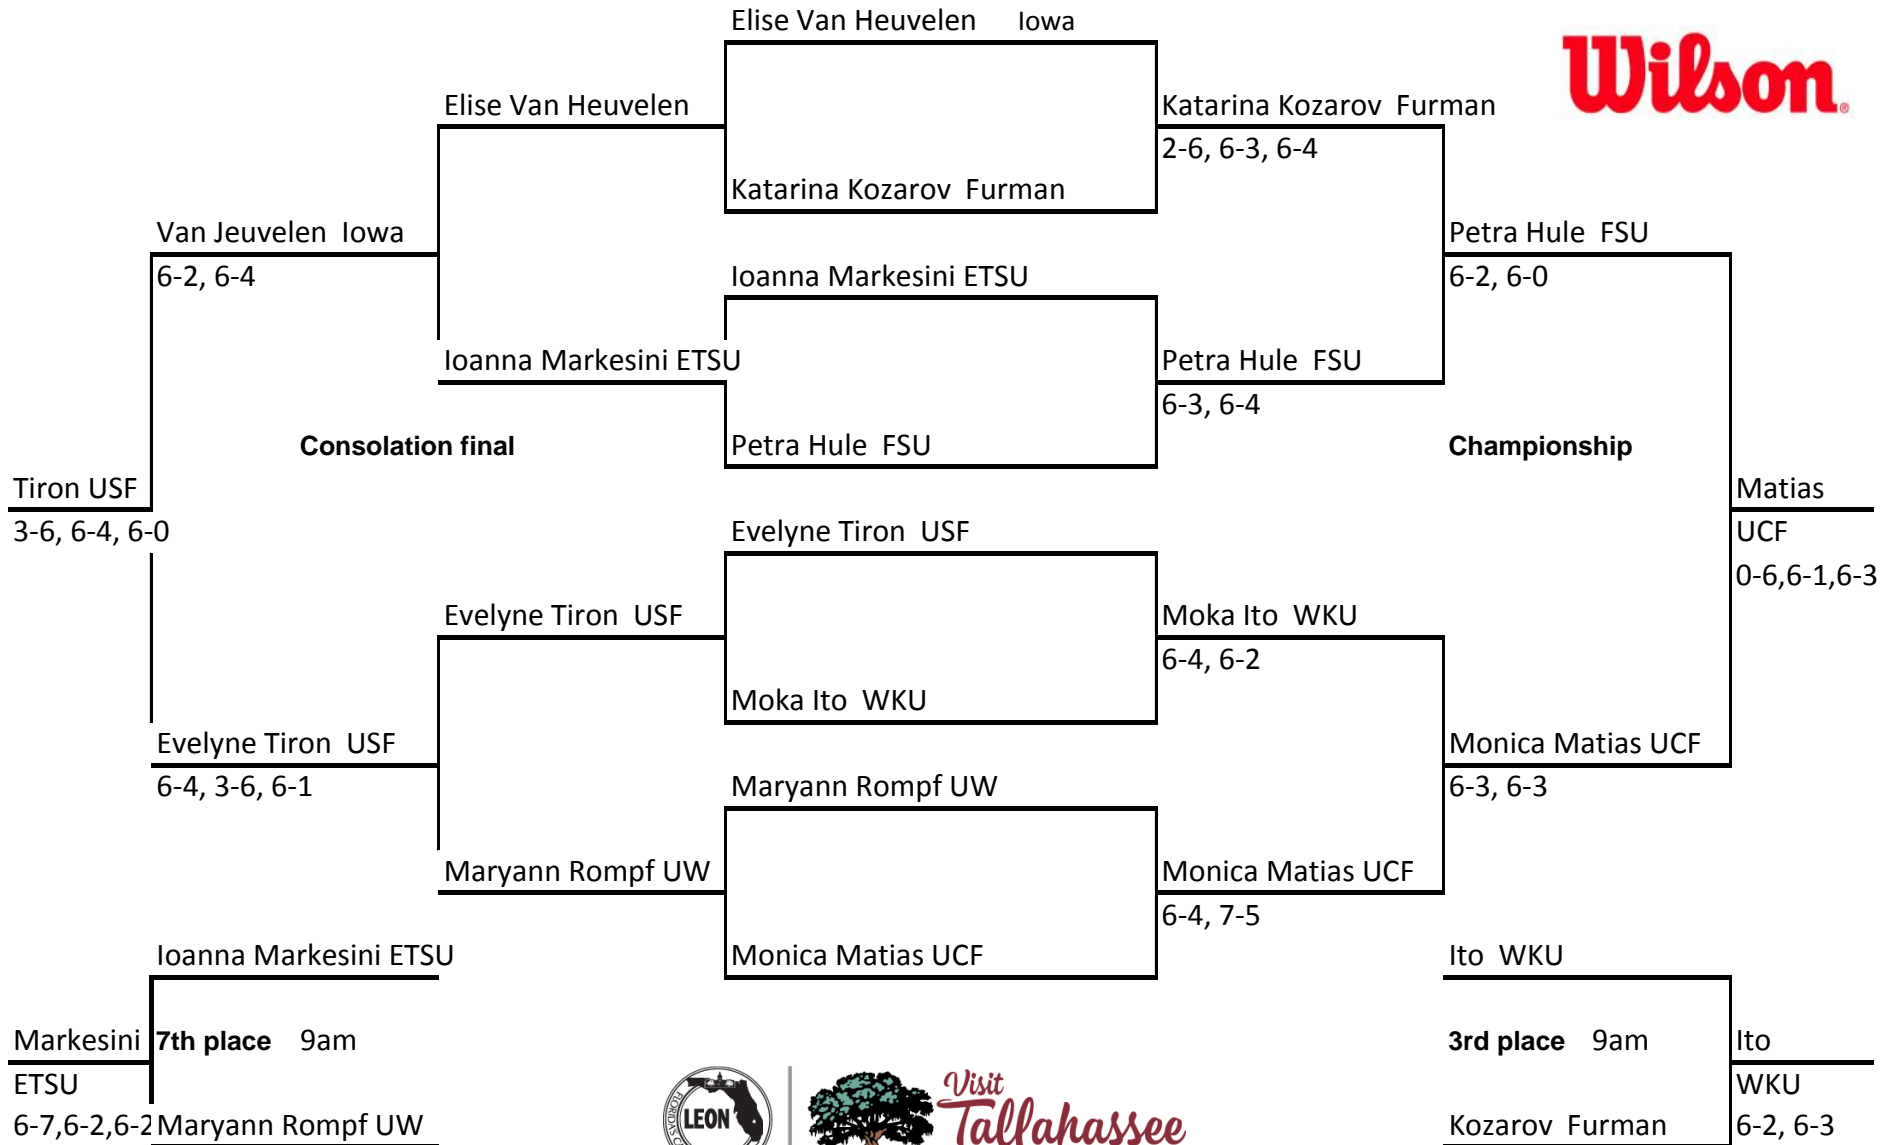 Elise Van Heuvelen Iowa
Wilson
Elise Van Heuvelen
Katarina Kozarov Furman
2-6, 6-3, 6-4
Katarina Kozarov Furman
Van Jeuvelen Iowa
6-2, 6-4
Petra Hule FSU
6-2, 6-0
Ioanna Markesini ETSU
Ioanna Markesini ETSU
Petra Hule FSU
6-3, 6-4
Consolation final
Petra Hule FSU
Championship
Tiron USF
3-6, 6-4, 6-0
Matias
UCF
0-6,6-1,6-3
Evelyne Tiron USF
Evelyne Tiron USF
Moka Ito WKU
6-4, 6-2
Moka Ito WKU
Evelyne Tiron USF
6-4, 3-6, 6-1
Monica Matias UCF
6-3, 6-3
Maryann Rompf UW
Maryann Rompf UW
Monica Matias UCF
6-4, 7-5
Ioanna Markesini ETSU
Monica Matias UCF
Ito WKU
Markesini
ETSU
6-7,6-2,6-2
7th place 9am
3rd place 9am
Ito
WKU
6-2, 6-3
Maryann Rompf UW
LEON
Visit
Tallahassee
Kozarov Furman